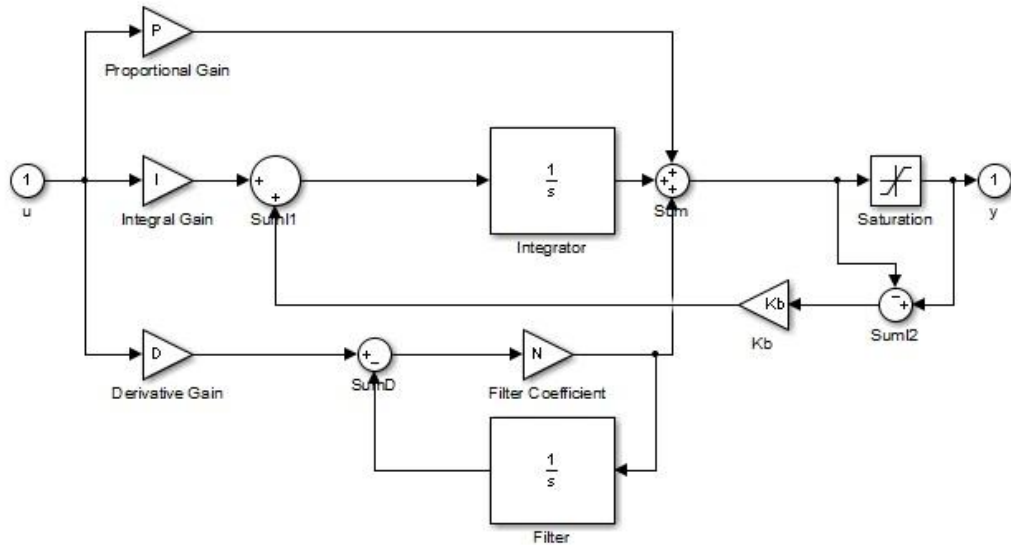 P
Proportional Gain
1
u
I
Integral Gain
+
+
SumI1
1
s
Integrator
+
+
+
Sum
Saturation
1
y
-
+
SumI2
Kb
Kb
D
Derivative Gain
+
-
SumD
N
Filter Coefficient
1
s
Filter